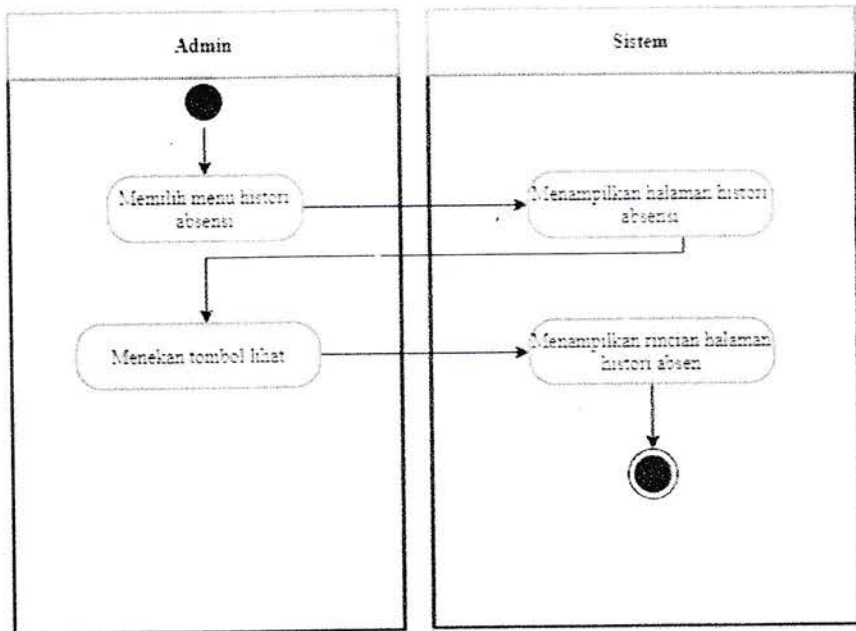 Admin
Sistem
Memilih menu histori
absensi
Menampilkan halaman histori
absensi
Menekan tombol lihat
Menampilkan rincian halaman
histori absen